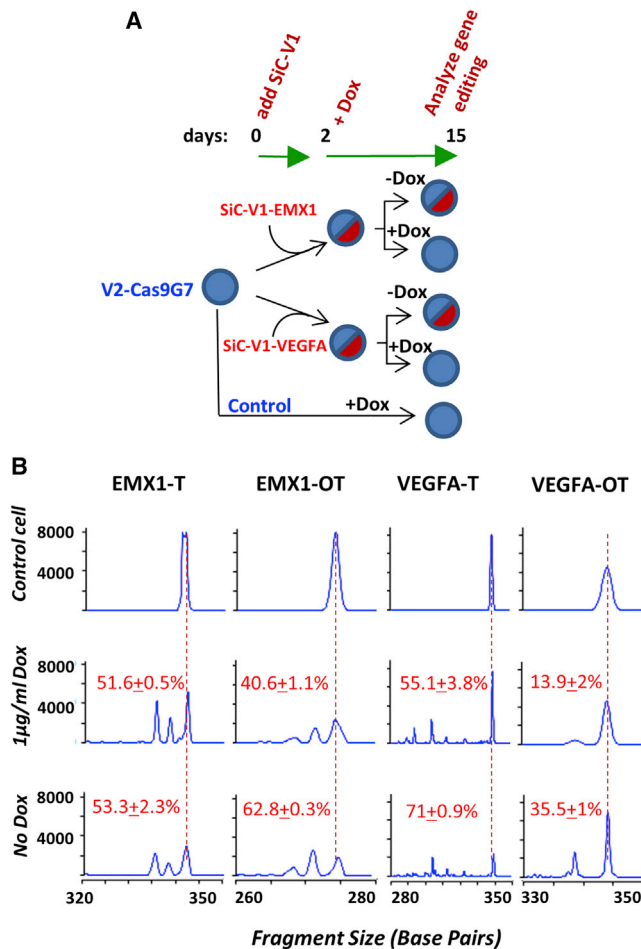 A
add SiC-V1
+ Dox
Analyze gene
editing
days: 0 2 15
-Dox
SiC-V1-EMX1
+Dox
V2-Cas9G7
-Dox
SiC-V1-VEGFA
+Dox
Control
+Dox
B
EMX1-T EMX1-OT VEGFA-T VEGFA-OT
Control cell
8000
4000
1µg/ml Dox
8000
4000
0
51.6±0.5% 40.6±1.1% 55.1±3.8% 13.9±2%
No Dox
8000
4000
53.3±2.3% 62.8±0.3% 71±0.9% 35.5±1%
320 350 260 280 280 350 330 350
Fragment Size (Base Pairs)